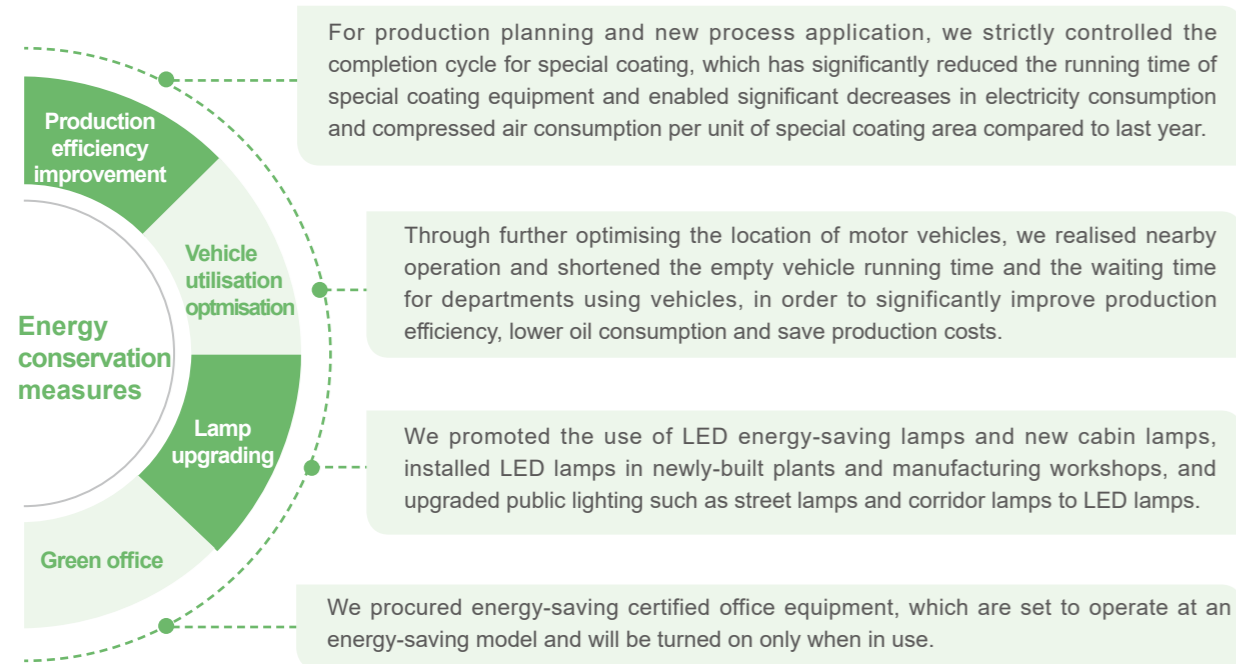 For production planning and new process application, we strictly controlled the
completion cycle for special coating, which has significantly reduced the running time of
special coating equipment and enabled significant decreases in electricity consumption
and compressed air consumption per unit of special coating area compared to last year.
Production
efficiency
improvement
Through further optimising the location of motor vehicles, we realised nearby
operation and shortened the empty vehicle running time and the waiting time
for departments using vehicles, in order to significantly improve production
efficiency, lower oil consumption and save production costs.
Vehicle
utilisation
optmisation
Energy
conservation
measures
We promoted the use of LED energy-saving lamps and new cabin lamps,
installed LED lamps in newly-built plants and manufacturing workshops, and
upgraded public lighting such as street lamps and corridor lamps to LED lamps.
Lamp
upgrading
Green office
We procured energy-saving certified office equipment, which are set to operate at an
energy-saving model and will be turned on only when in use.